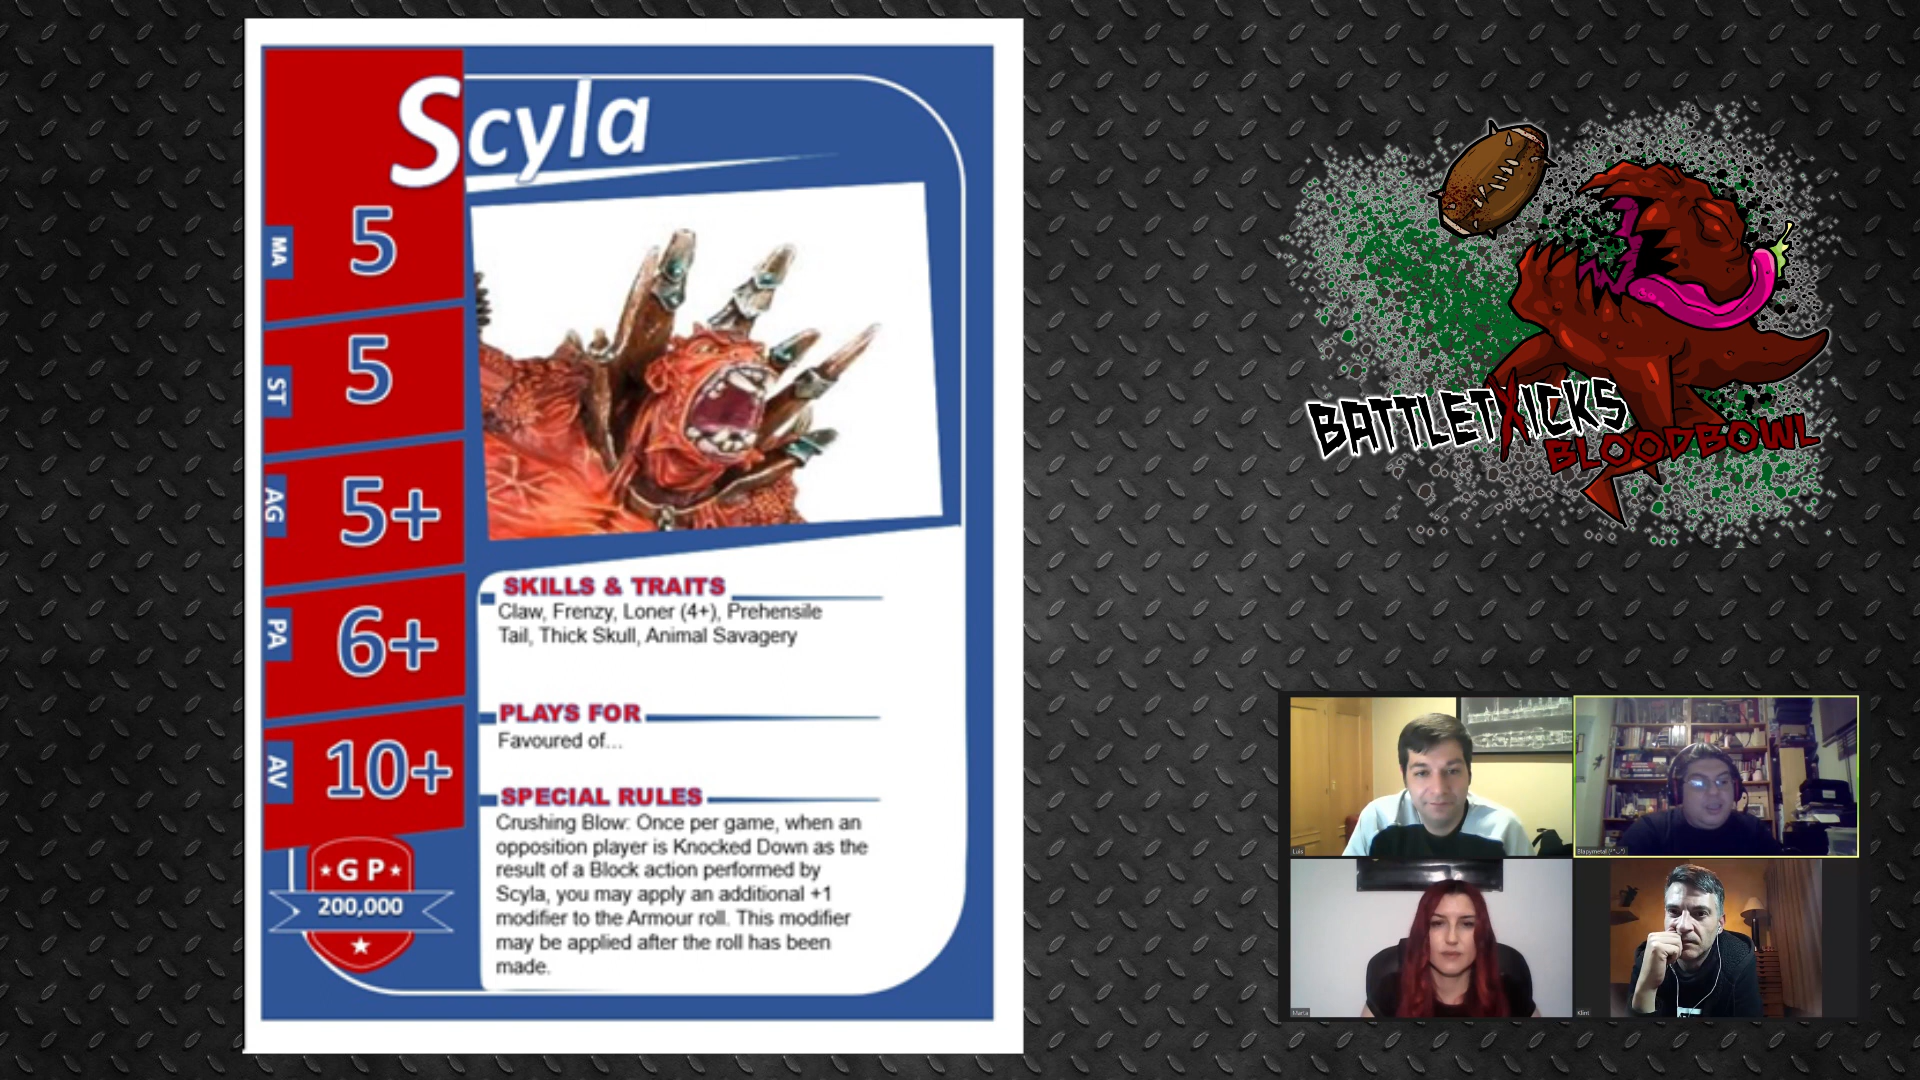 Scyla
MA
5
ST
5
AG
5+
PA
6+
AV
10+
GP
200,000
SKILLS & TRAITS
Claw, Frenzy, Loner (4+), Prehensile
Tail, Thick Skull, Animal Savagery
PLAYS FOR
Favoured of...
SPECIAL RULES
Crushing Blow: Once per game, when an
opposition player is Knocked Down as the
result of a Block action performed by
Scyla, you may apply an additional +1
modifier to the Armour roll. This modifier
may be applied after the roll has been
made.
BATTLETXICKS
BLOODBOWL
Luis
Maria
Klint